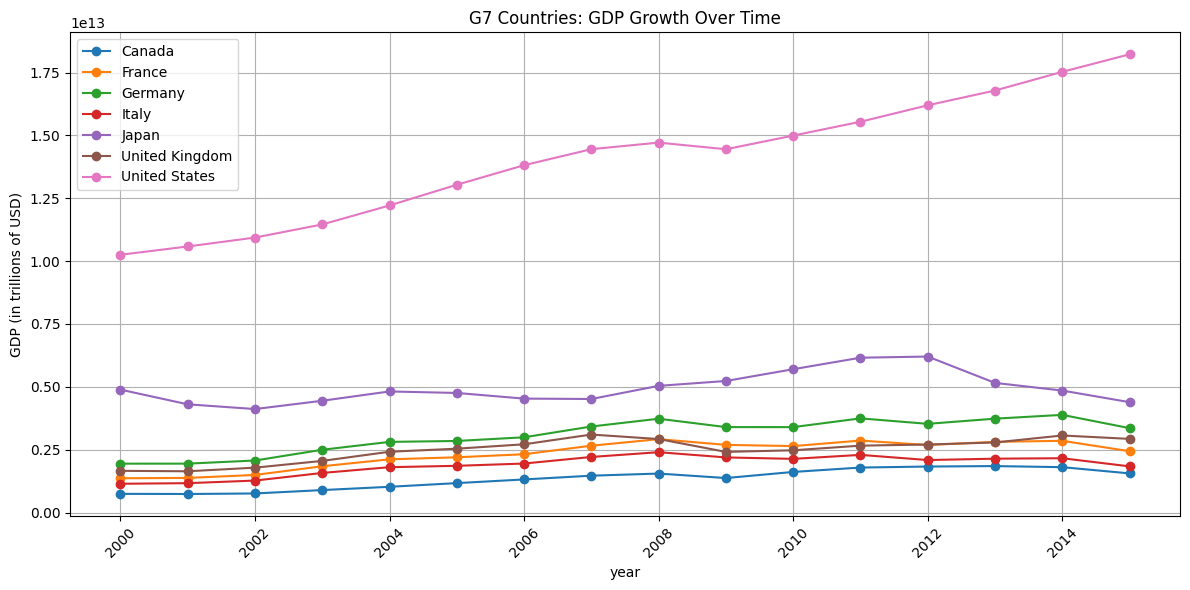 G7 Countries: GDP Growth Over Time
1e13
Canada
France
Germany
Italy
Japan
United Kingdom
United States
GDP (in trillions of USD)
1.75
1.50
1.25
1.00
0.75
0.50
0.25
0.00
2000
2002
2004
2006
2008
2010
2012
2014
year